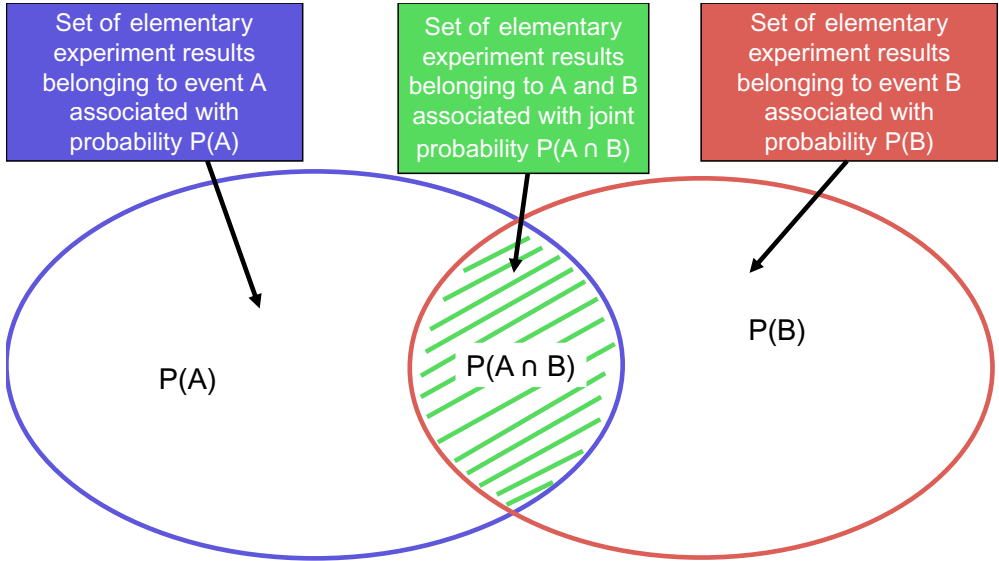 Set of elementary
experiment results
belonging to event A
associated with
probability P(A)
Set of elementary
experiment results
belonging to A and B
associated with joint
probability P(A ∩ B)
Set of elementary
experiment results
belonging to event B
associated with
probability P(B)
P(A)
P(A ∩ B)
P(B)